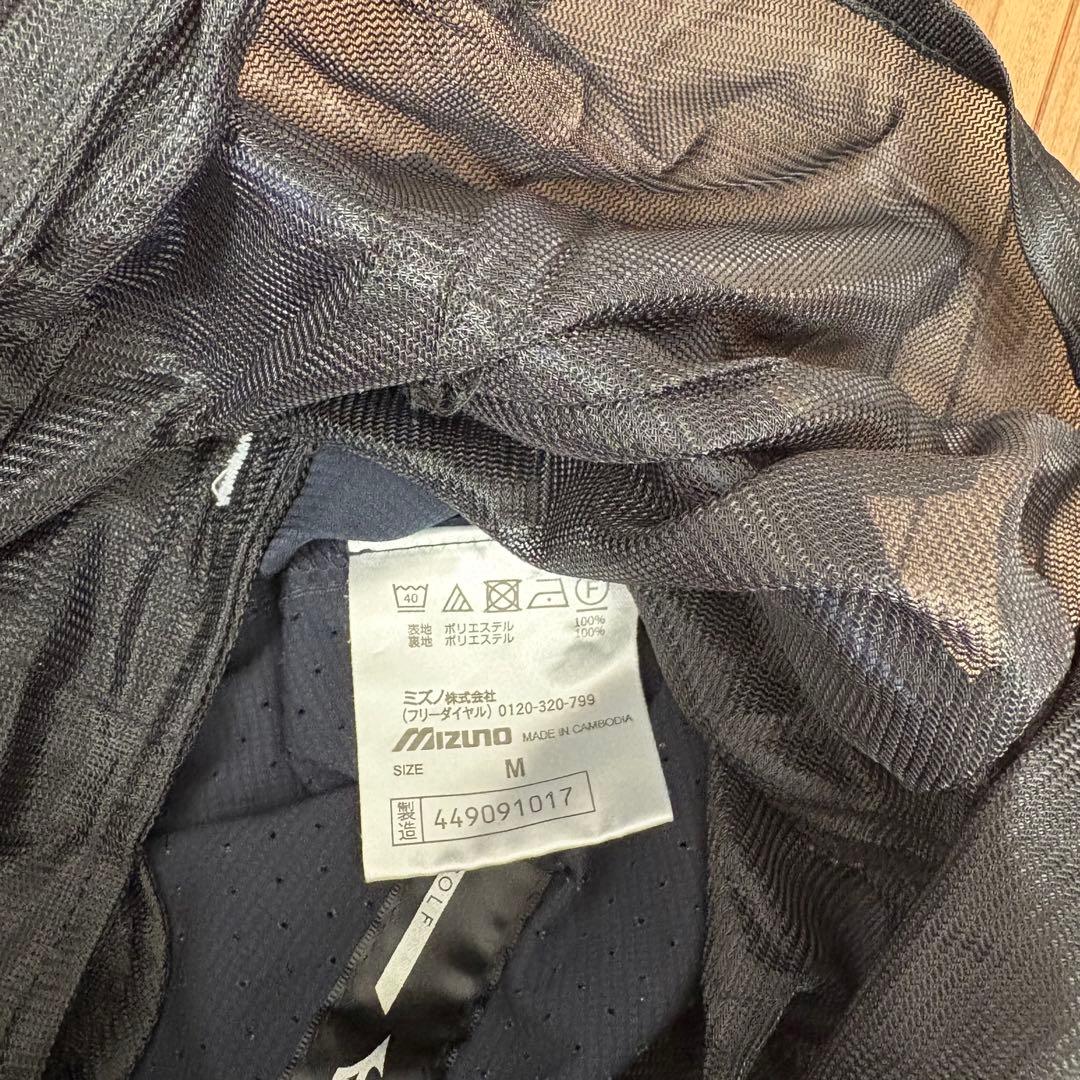 40 F
表地 ポリエステル 100%
裏地 ポリエステル 100%
ミズノ株式会社
(フリーダイヤル) 0120-320-799
MIZUNO MADE IN CAMBODIA
SIZE M
製造 449091017
OLF